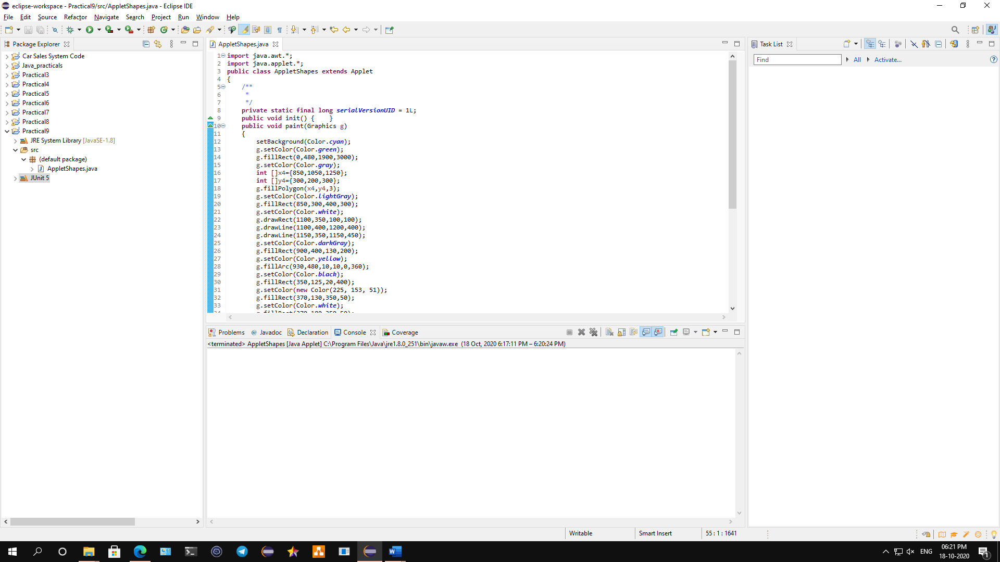 eclipse-workspace - Practical9/src/AppletShapes.java - Eclipse IDE
File Edit Source Refactor Navigate Search Project Run Window Help
Package Explorer
Car Sales System Code
Java_practicals
Practical3
Practical4
Practical5
Practical6
Practical7
Practical8
Practical9
JRE System Library [JavaSE-1.8]
src
(default package)
AppletShapes.java
JUnit 5
AppletShapes.java
1 import java.awt.*;
2 import java.applet.*;
3 public class AppletShapes extends Applet
4 {
5 /**
6 *
7 */
8 private static final long serialVersionUID = 1L;
9 public void init() { }
10 public void paint(Graphics g)
11 {
12 setBackground(Color.cyan);
13 g.setColor(Color.green);
14 g.fillRect(0,480,1900,3000);
15 g.setColor(Color.gray);
16 int []x4={850,1050,1250};
17 int []y4={300,200,300};
18 g.fillPolygon(x4,y4,3);
19 g.setColor(Color.lightGray);
20 g.fillRect(850,300,400,300);
21 g.setColor(Color.white);
22 g.drawRect(1100,350,100,100);
23 g.drawLine(1100,400,1200,400);
24 g.drawLine(1150,350,1150,450);
25 g.setColor(Color.darkGray);
26 g.fillRect(900,400,130,200);
27 g.setColor(Color.yellow);
28 g.fillArc(930,480,10,10,0,360);
29 g.setColor(Color.black);
30 g.fillRect(350,125,20,400);
31 g.setColor(new Color(225, 153, 51));
32 g.fillRect(370,130,350,50);
33 g.setColor(Color.white);
Problems Javadoc Declaration Console Coverage
<terminated> AppletShapes [Java Applet] C:\Program Files\Java\jre1.8.0_251\bin\javaw.exe (18 Oct, 2020 6:17:11 PM – 6:20:24 PM)
Task List
Find All Activate...
Writable Smart Insert 55 : 1 : 1641
ENG
06:21 PM
18-10-2020
1